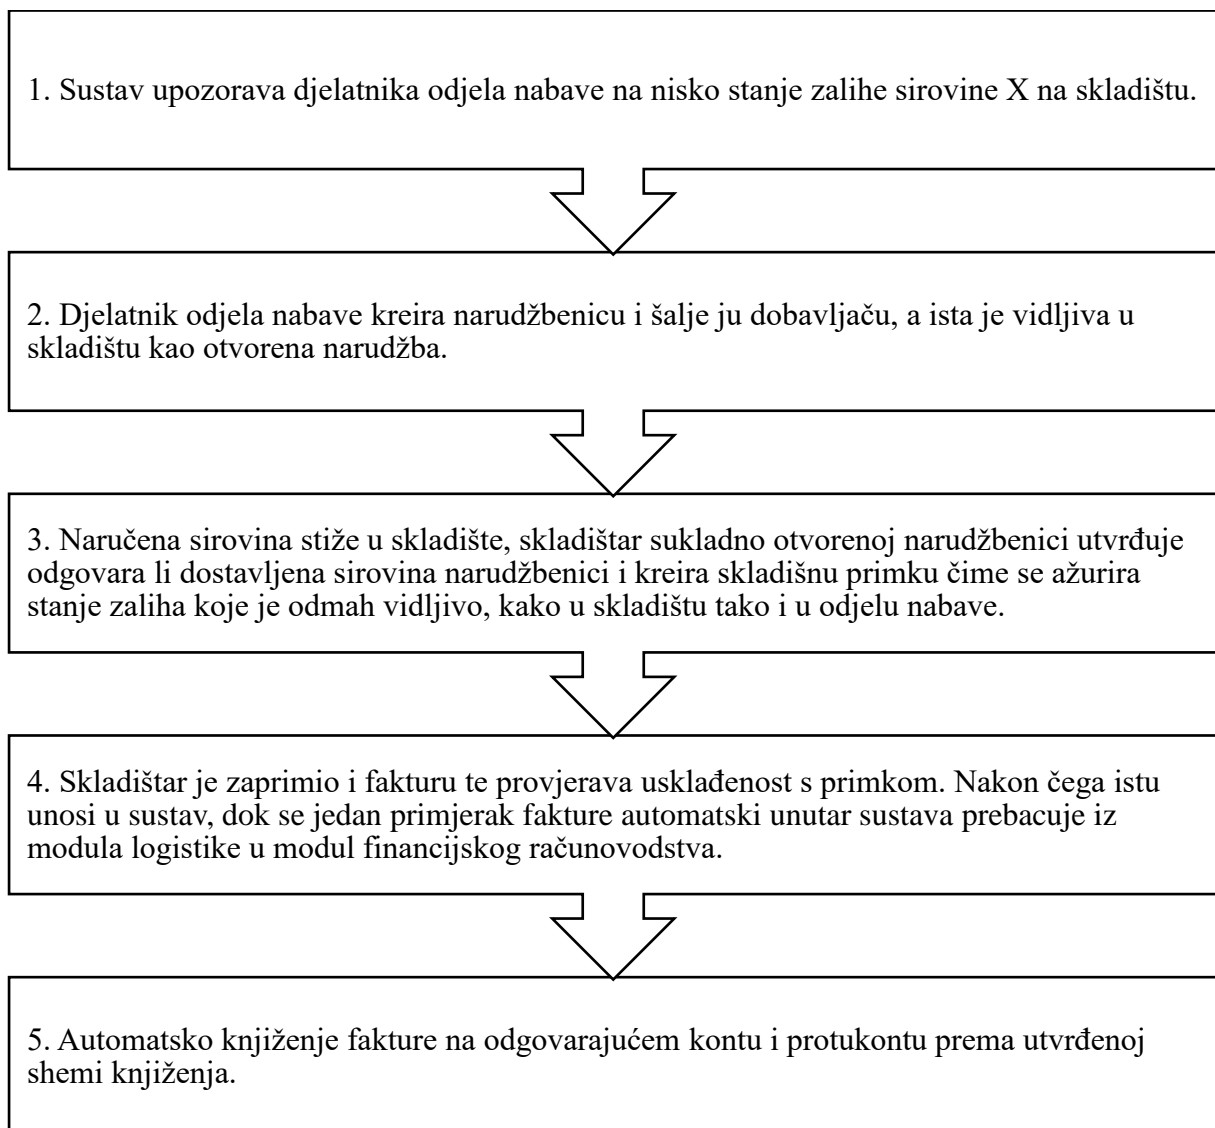 1. Sustav upozorava djelatnika odjela nabave na nisko stanje zalihe sirovine X na skladištu.
2. Djelatnik odjela nabave kreira narudžbenicu i šalje ju dobavljaču, a ista je vidljiva u
skladištu kao otvorena narudžba.
3. Naručena sirovina stiže u skladište, skladištar sukladno otvorenoj narudžbenici utvrđuje
odgovara li dostavljena sirovina narudžbenici i kreira skladišnu primku čime se ažurira
stanje zaliha koje je odmah vidljivo, kako u skladištu tako i u odjelu nabave.
4. Skladištar je zaprimio i fakturu te provjerava usklađenost s primkom. Nakon čega istu
unosi u sustav, dok se jedan primjerak fakture automatski unutar sustava prebacuje iz
modula logistike u modul financijskog računovodstva.
5. Automatsko knjiženje fakture na odgovarajućem kontu i protukontu prema utvrđenoj
shemi knjiženja.